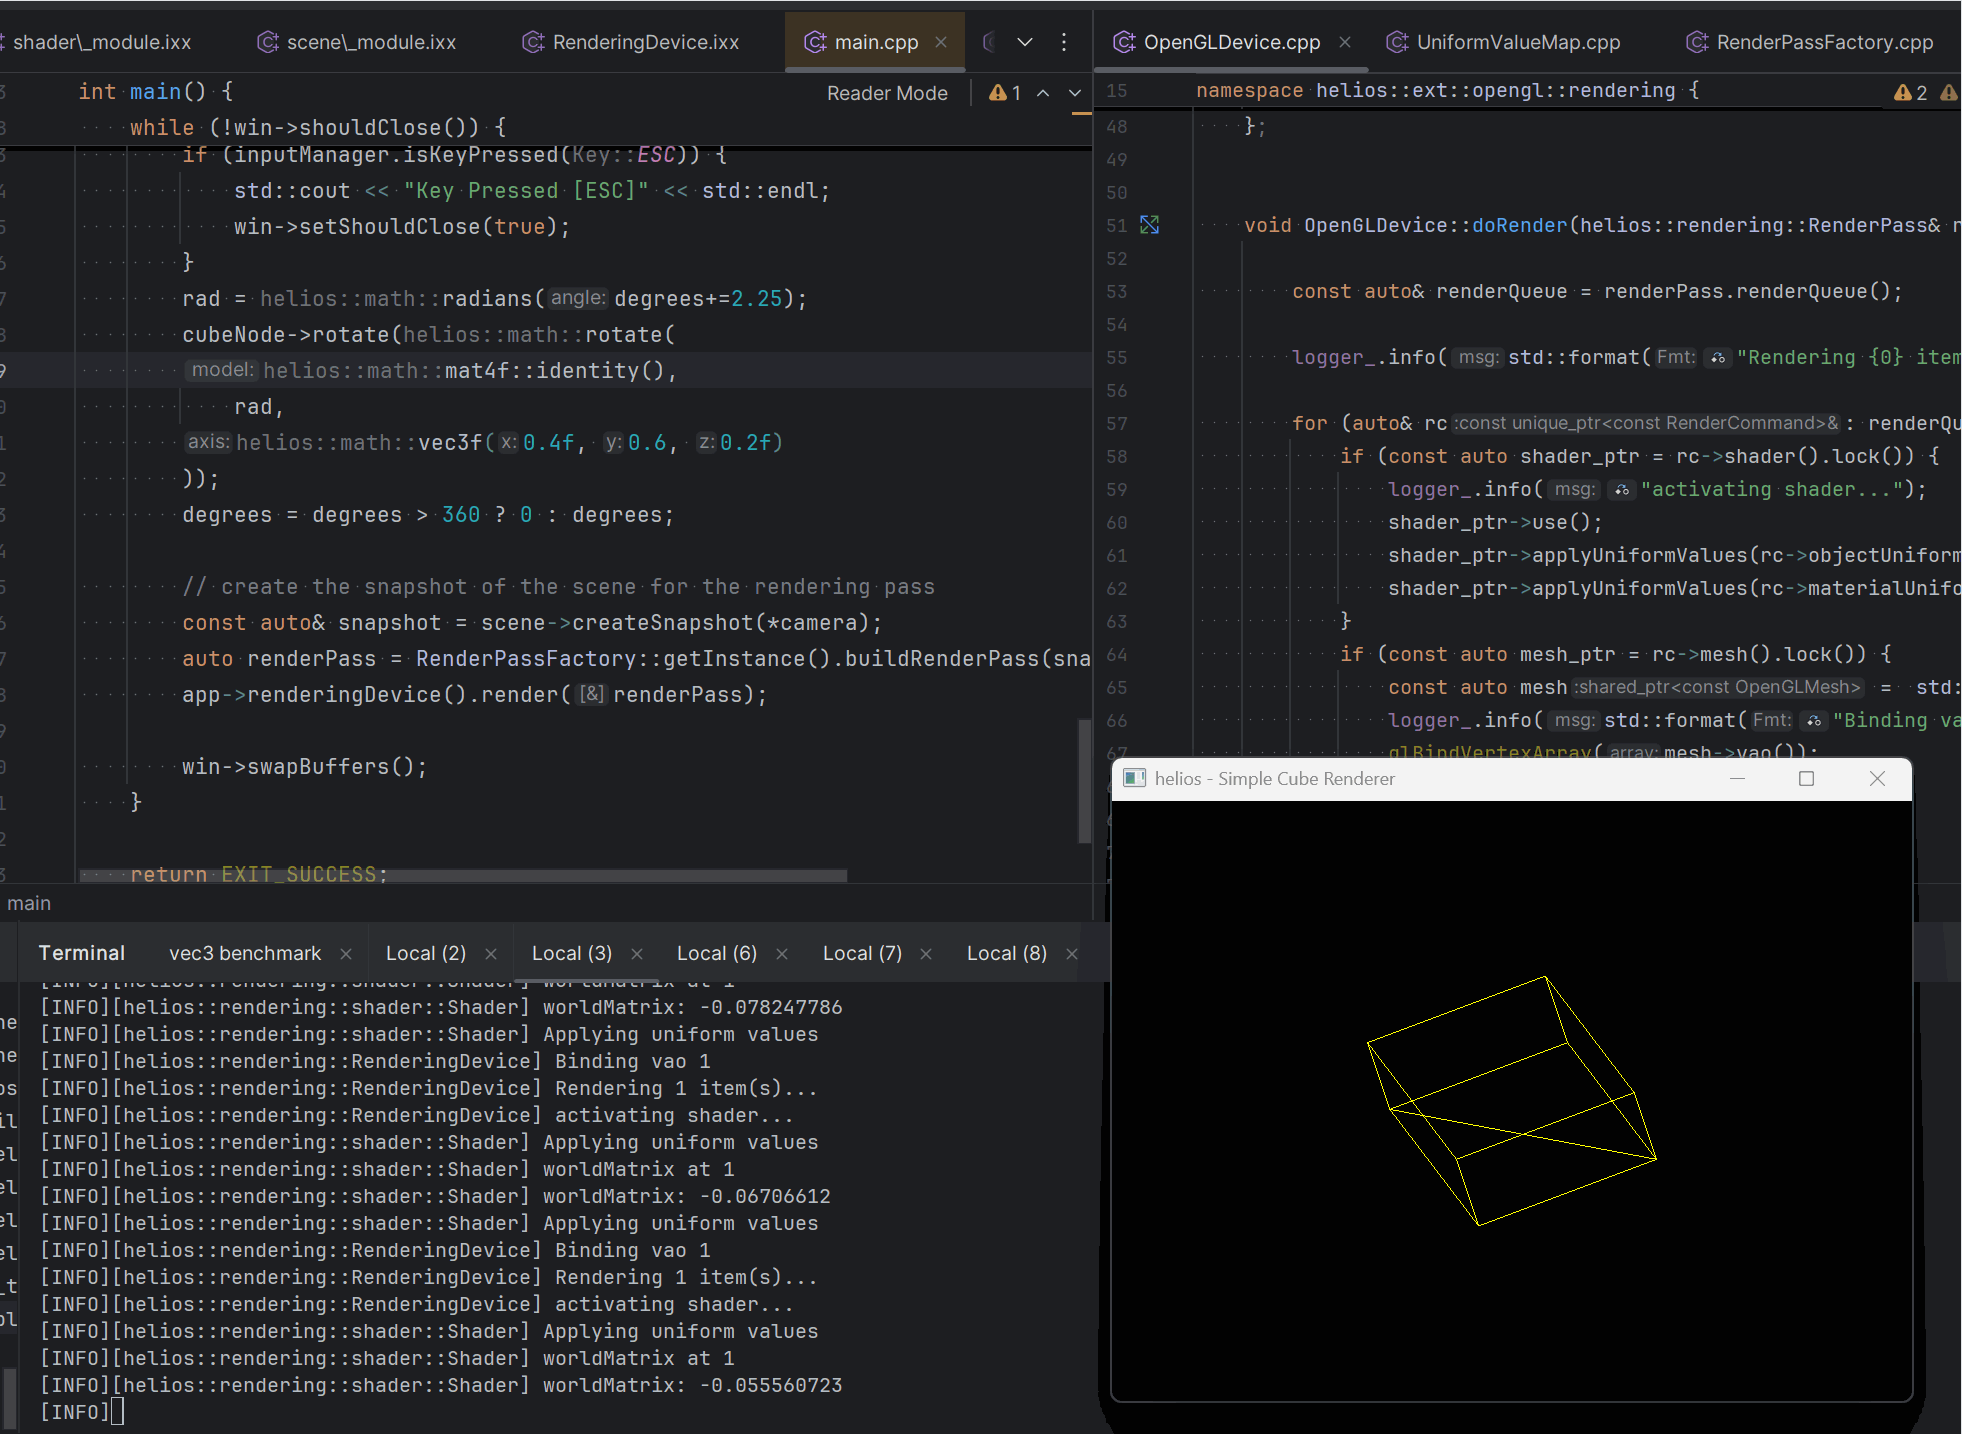 shader\_module.ixx scene\_module.ixx RenderingDevice.ixx main.cpp
int main() { Reader Mode 1
while (!win->shouldClose()) {
if (inputManager.isKeyPressed(Key::ESC)) {
std::cout << "Key Pressed [ESC]" << std::endl;
win->setShouldClose(true);
}
rad = helios::math::radians(angle: degrees+=2.25);
cubeNode->rotate(helios::math::rotate(
model: helios::math::mat4f::identity(),
rad,
axis: helios::math::vec3f(x: 0.4f, y: 0.6, z: 0.2f)
));
degrees = degrees > 360 ? 0 : degrees;
// create the snapshot of the scene for the rendering pass
const auto& snapshot = scene->createSnapshot(*camera);
auto renderPass = RenderPassFactory::getInstance().buildRenderPass(sna
app->renderingDevice().render([&] renderPass);
win->swapBuffers();
}
return EXIT_SUCCESS;
main
OpenGLDevice.cpp UniformValueMap.cpp RenderPassFactory.cpp
15 namespace helios::ext::opengl::rendering { 2
48 };
49
50
51 void OpenGLDevice::doRender(helios::rendering::RenderPass& r
52
53 const auto& renderQueue = renderPass.renderQueue();
54
55 logger_.info(msg: std::format(Fmt: "Rendering {0} item
56
57 for (auto& rc :const unique_ptr<const RenderCommand>& : renderQu
58 if (const auto shader_ptr = rc->shader().lock()) {
59 logger_.info(msg: "activating shader...");
60 shader_ptr->use();
61 shader_ptr->applyUniformValues(rc->objectUniform
62 shader_ptr->applyUniformValues(rc->materialUnifo
63 }
64 if (const auto mesh_ptr = rc->mesh().lock()) {
65 const auto mesh :shared_ptr<const OpenGLMesh> = std:
66 logger_.info(msg: std::format(Fmt: "Binding va
67 glBindVertexArray(array: mesh->vao());
helios - Simple Cube Renderer
Terminal vec3 benchmark Local (2) Local (3) Local (6) Local (7) Local (8)
[INFO][helios::rendering::shader::Shader] worldMatrix at 1
[INFO][helios::rendering::shader::Shader] worldMatrix: -0.078247786
[INFO][helios::rendering::shader::Shader] Applying uniform values
[INFO][helios::rendering::RenderingDevice] Binding vao 1
[INFO][helios::rendering::RenderingDevice] Rendering 1 item(s)...
[INFO][helios::rendering::RenderingDevice] activating shader...
[INFO][helios::rendering::shader::Shader] Applying uniform values
[INFO][helios::rendering::shader::Shader] worldMatrix at 1
[INFO][helios::rendering::shader::Shader] worldMatrix: -0.06706612
[INFO][helios::rendering::shader::Shader] Applying uniform values
[INFO][helios::rendering::RenderingDevice] Binding vao 1
[INFO][helios::rendering::RenderingDevice] Rendering 1 item(s)...
[INFO][helios::rendering::RenderingDevice] activating shader...
[INFO][helios::rendering::shader::Shader] Applying uniform values
[INFO][helios::rendering::shader::Shader] worldMatrix at 1
[INFO][helios::rendering::shader::Shader] worldMatrix: -0.055560723
[INFO]